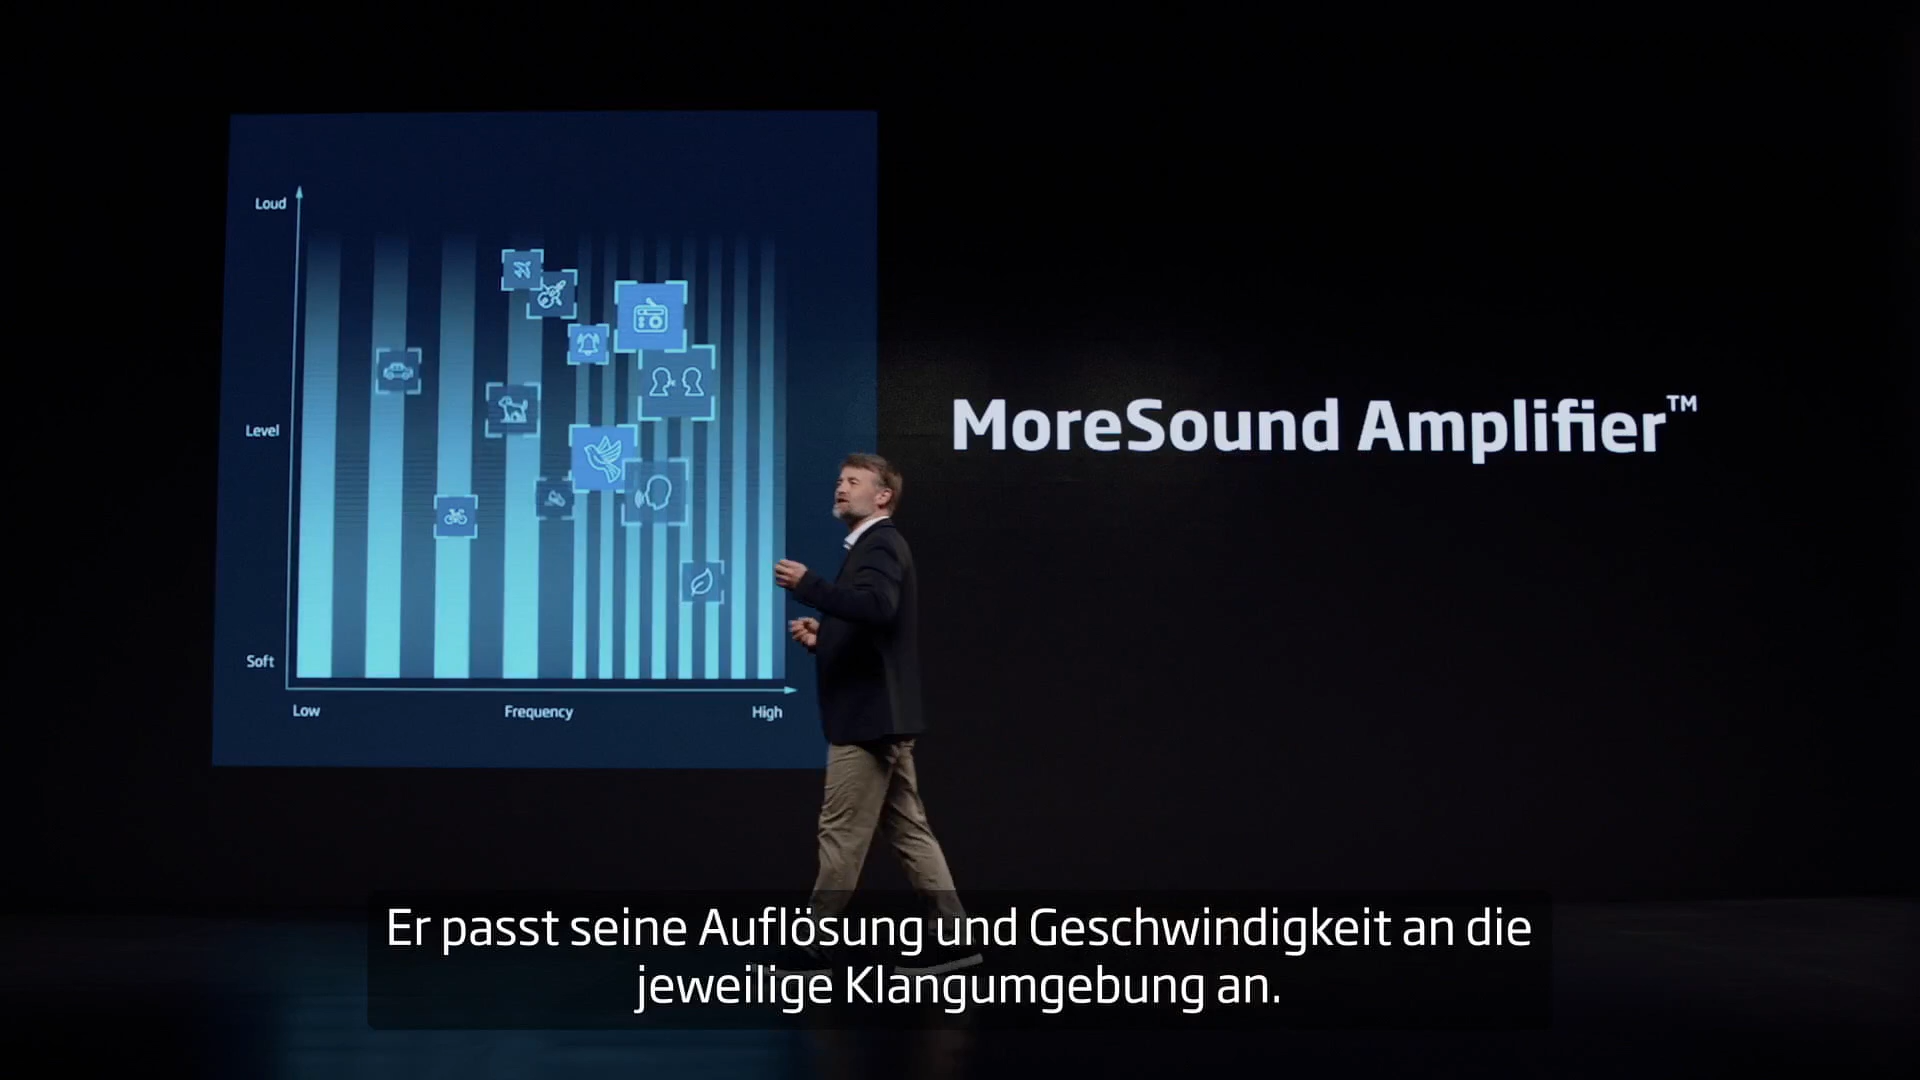 Loud
Level
Soft
Low Frequency High
MoreSound Amplifier™
Er passt seine Auflösung und Geschwindigkeit an die
jeweilige Klangumgebung an.